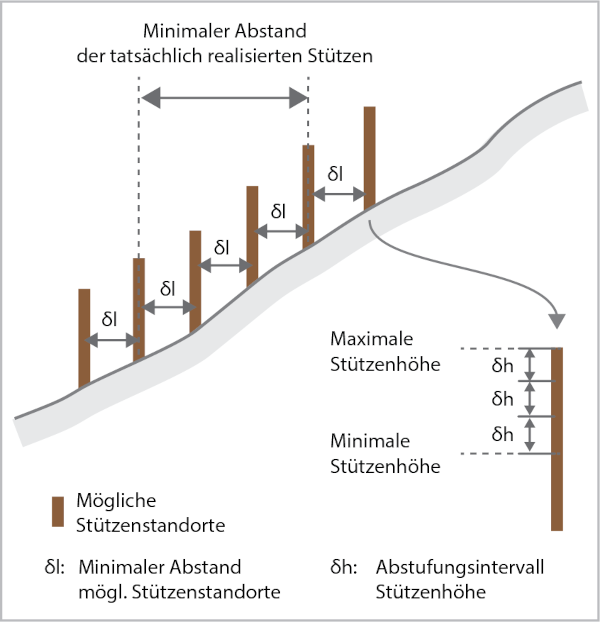 Minimaler Abstand
der tatsächlich realisierten Stützen
δl
δl
δl
δl
δl
Maximale
Stützenhöhe
δh
δh
δh
Minimale
Stützenhöhe
Mögliche
Stützenstandorte
δl: Minimaler Abstand
mögl. Stützenstandorte
δh: Abstufungsintervall
Stützenhöhe